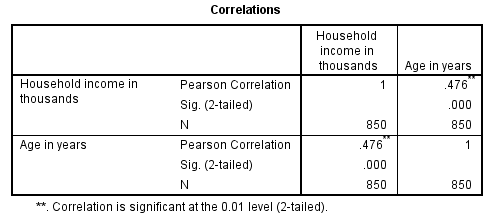 Correlations
Household income in thousands Age in years
Household income in thousands Pearson Correlation 1 .476**
Sig. (2-tailed) .000
N 850 850
Age in years Pearson Correlation .476** 1
Sig. (2-tailed) .000
N 850 850
**. Correlation is significant at the 0.01 level (2-tailed).